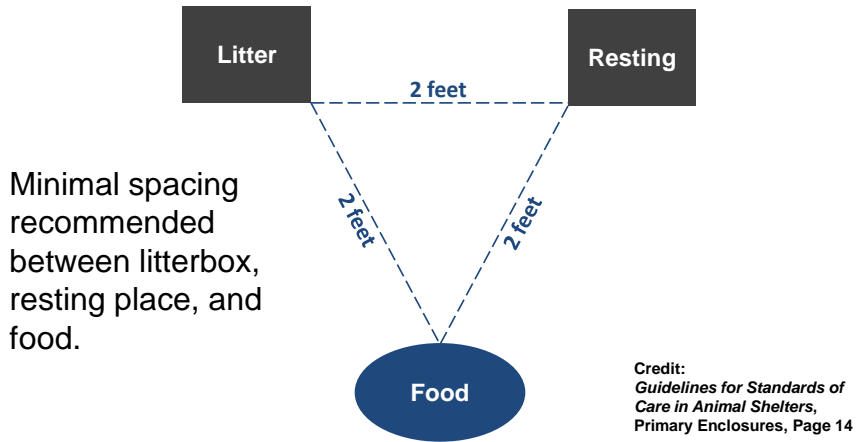 Litter
Resting
2 feet
Minimal spacing
recommended
between litterbox,
resting place, and
food.
2 feet
2 feet
Food
Credit:
Guidelines for Standards of
Care in Animal Shelters,
Primary Enclosures, Page 14